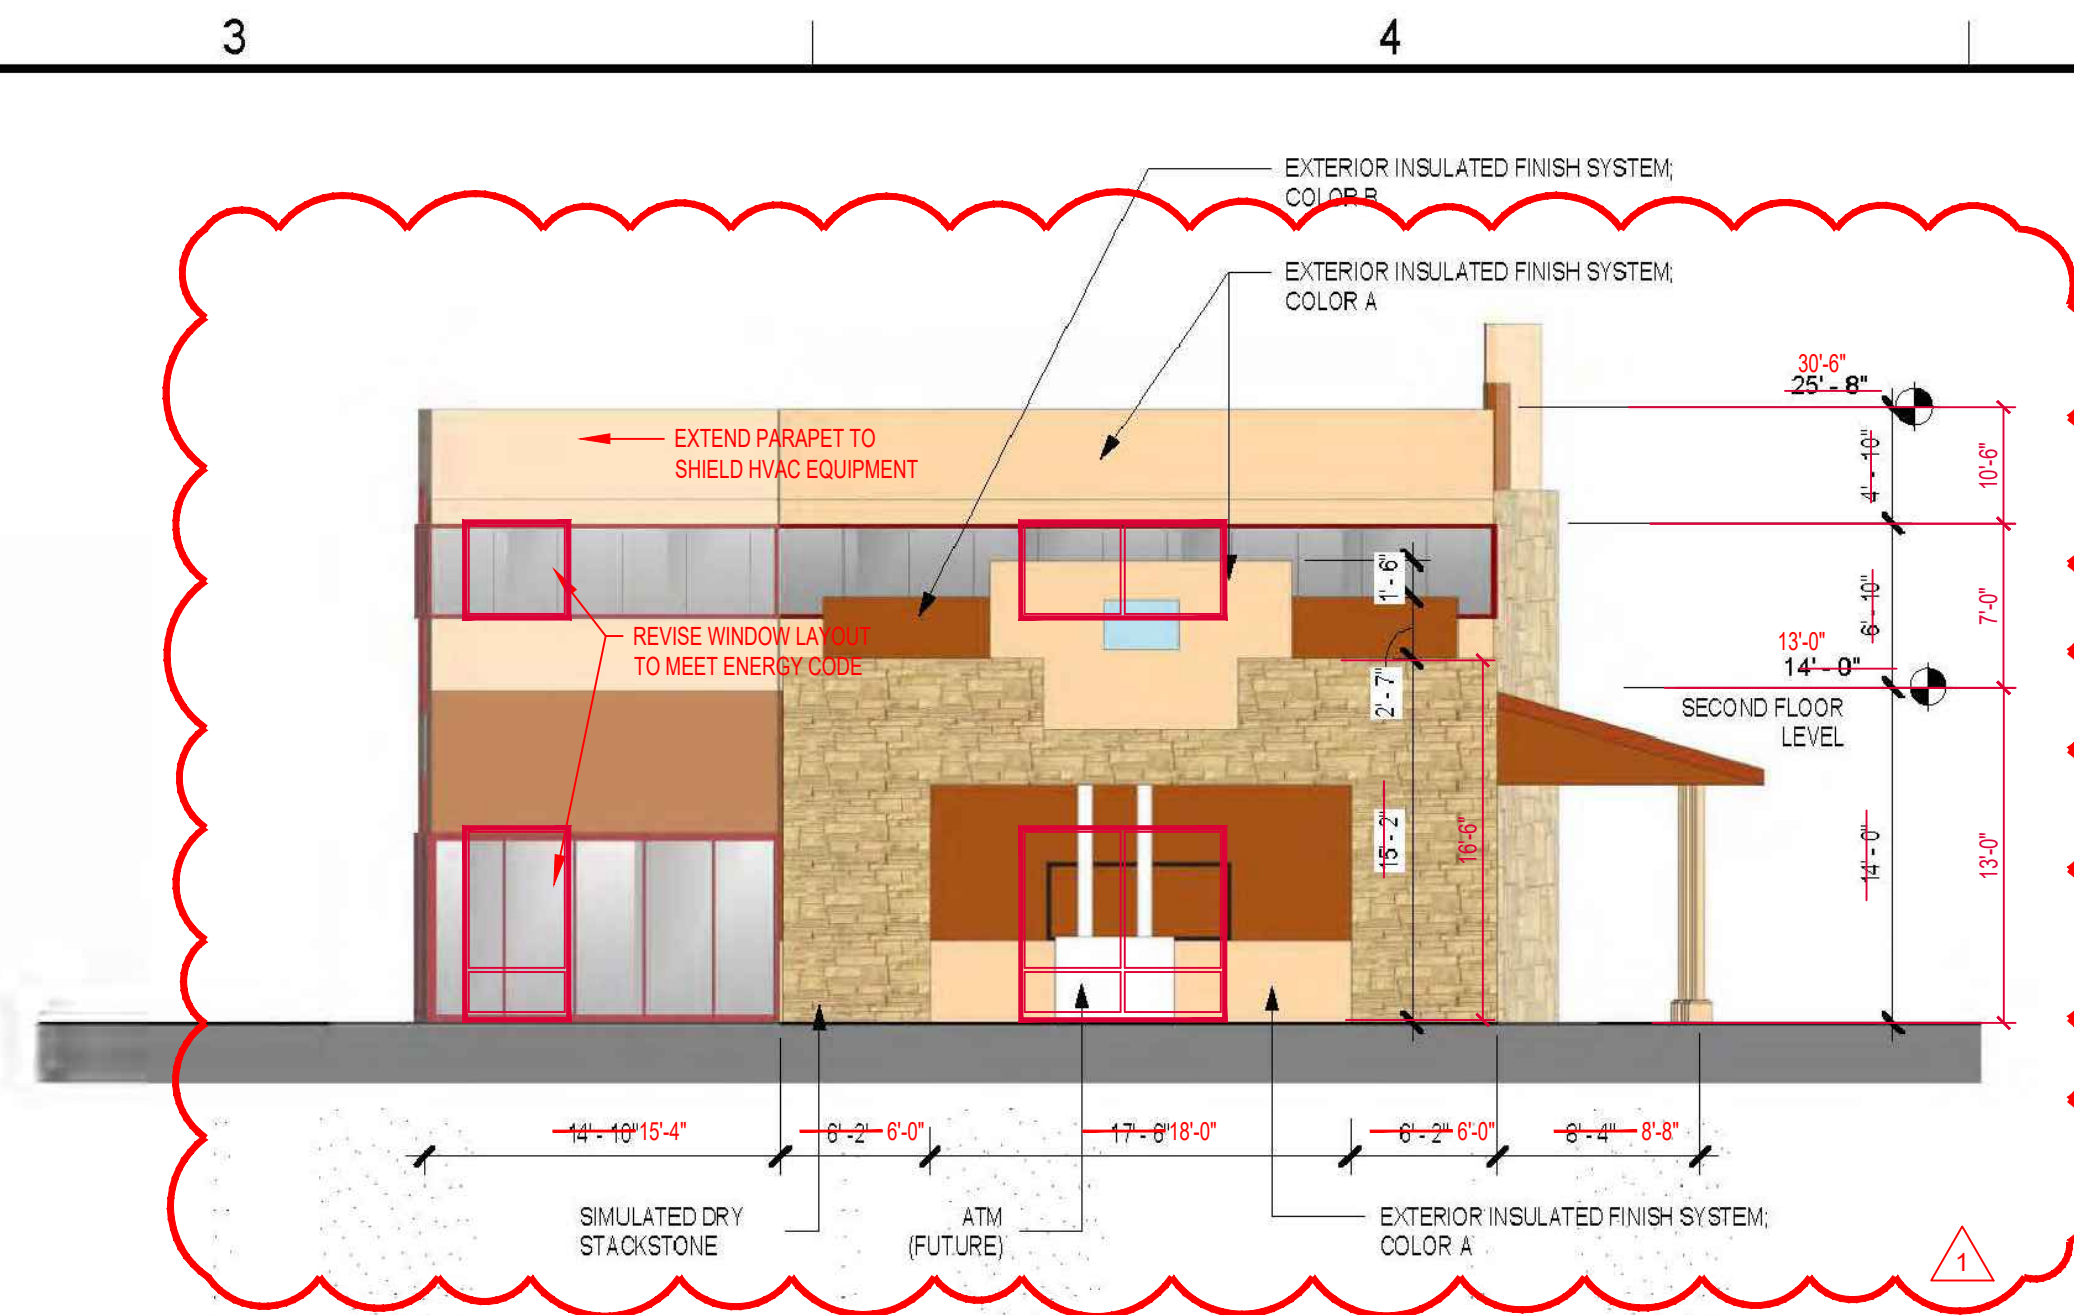 3
4
EXTERIOR INSULATED FINISH SYSTEM;
COLOR B
EXTERIOR INSULATED FINISH SYSTEM;
COLOR A
30'-6"
25' - 8"
EXTEND PARAPET TO
SHIELD HVAC EQUIPMENT
4' - 10"
10'-6"
1' - 6"
6' - 10"
7'-0"
REVISE WINDOW LAYOUT
TO MEET ENERGY CODE
13'-0"
14' - 0"
2' - 7"
SECOND FLOOR
LEVEL
15' - 2"
16'-6"
14' - 0"
13'-0"
14' - 10" 15'-4"
6' - 2" 6'-0"
17' - 6" 18'-0"
6' - 2" 6'-0"
8' - 4" 8'-8"
SIMULATED DRY
STACKSTONE
ATM
(FUTURE)
EXTERIOR INSULATED FINISH SYSTEM;
COLOR A
1